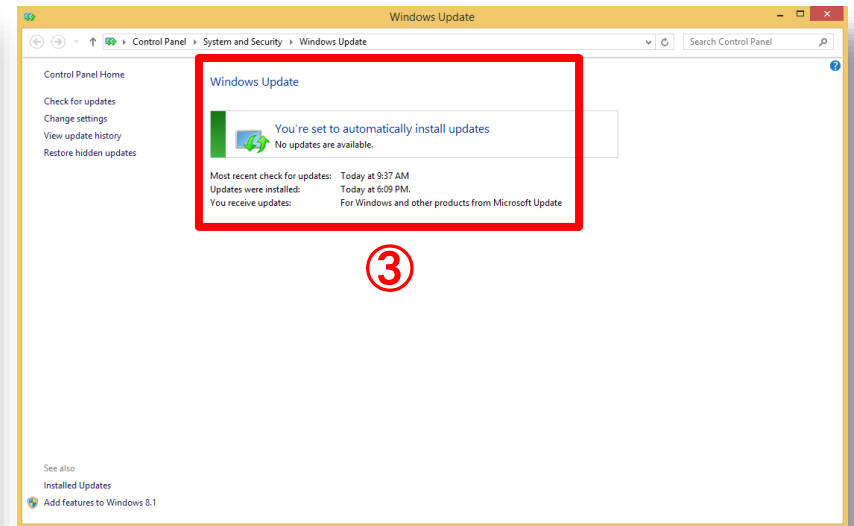 Windows Update
Control Panel ▸ System and Security ▸ Windows Update
Search Control Panel
Control Panel Home
Check for updates
Change settings
View update history
Restore hidden updates
Windows Update
You're set to automatically install updates
No updates are available.
Most recent check for updates: Today at 9:37 AM
Updates were installed: Today at 6:09 PM.
You receive updates: For Windows and other products from Microsoft Update
③
See also
Installed Updates
Add features to Windows 8.1